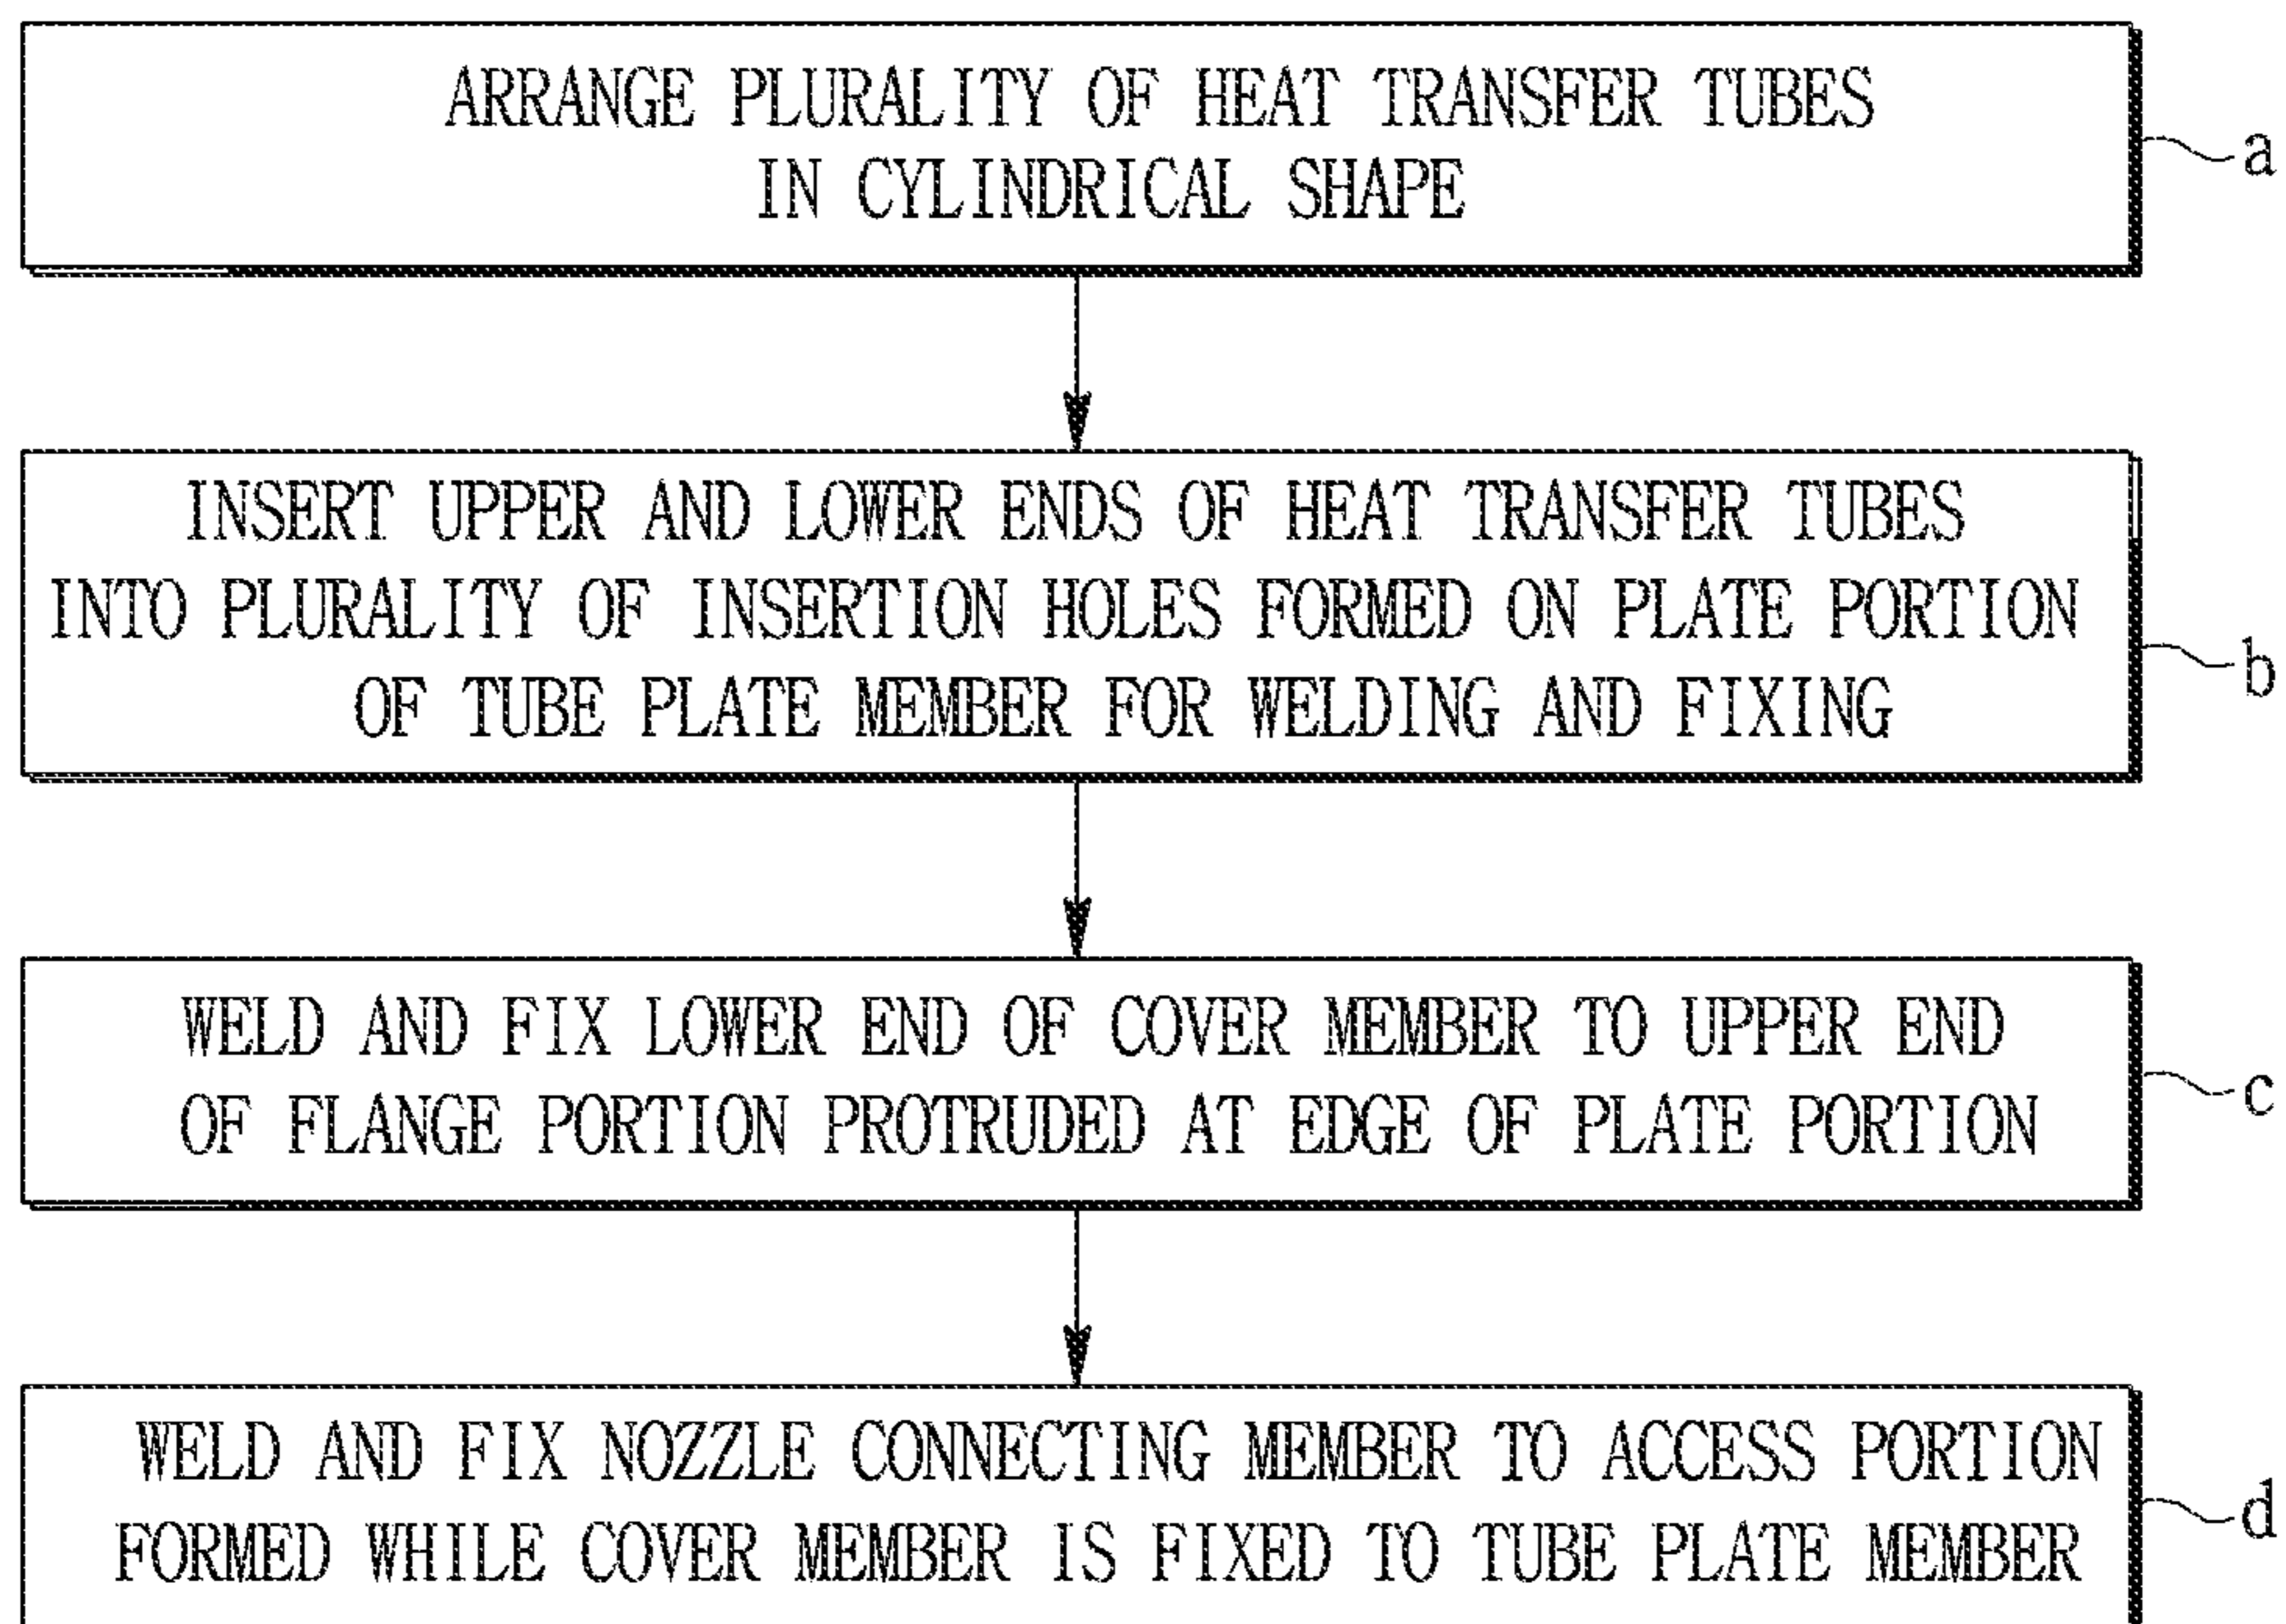 ARRANGE PLURALITY OF HEAT TRANSFER TUBES
IN CYLINDRICAL SHAPE
a
INSERT UPPER AND LOWER ENDS OF HEAT TRANSFER TUBES
INTO PLURALITY OF INSERTION HOLES FORMED ON PLATE PORTION
OF TUBE PLATE MEMBER FOR WELDING AND FIXING
b
WELD AND FIX LOWER END OF COVER MEMBER TO UPPER END
OF FLANGE PORTION PROTRUDED AT EDGE OF PLATE PORTION
c
WELD AND FIX NOZZLE CONNECTING MEMBER TO ACCESS PORTION
FORMED WHILE COVER MEMBER IS FIXED TO TUBE PLATE MEMBER
d